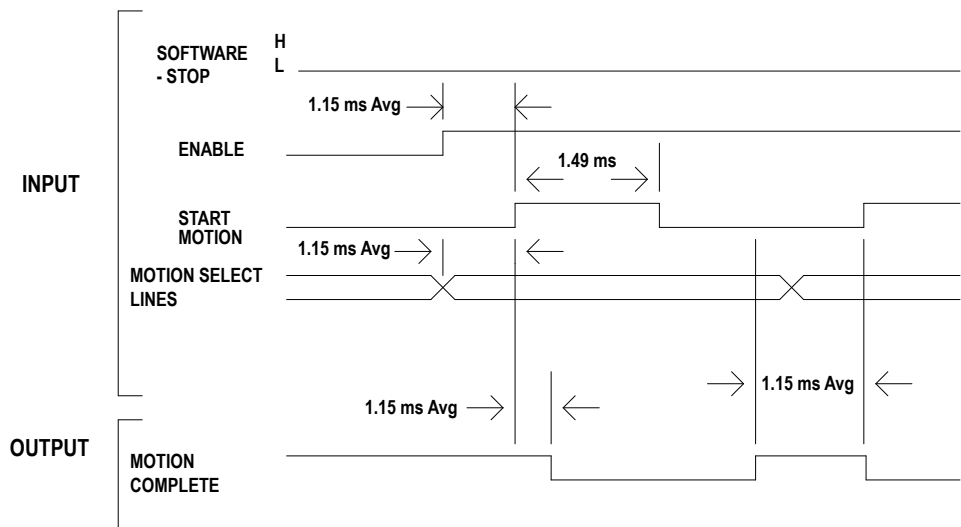 INPUT
SOFTWARE
- STOP
H
L
1.15 ms Avg
ENABLE
1.49 ms
START
MOTION
1.15 ms Avg
MOTION SELECT
LINES
1.15 ms Avg
1.15 ms Avg
OUTPUT
MOTION
COMPLETE